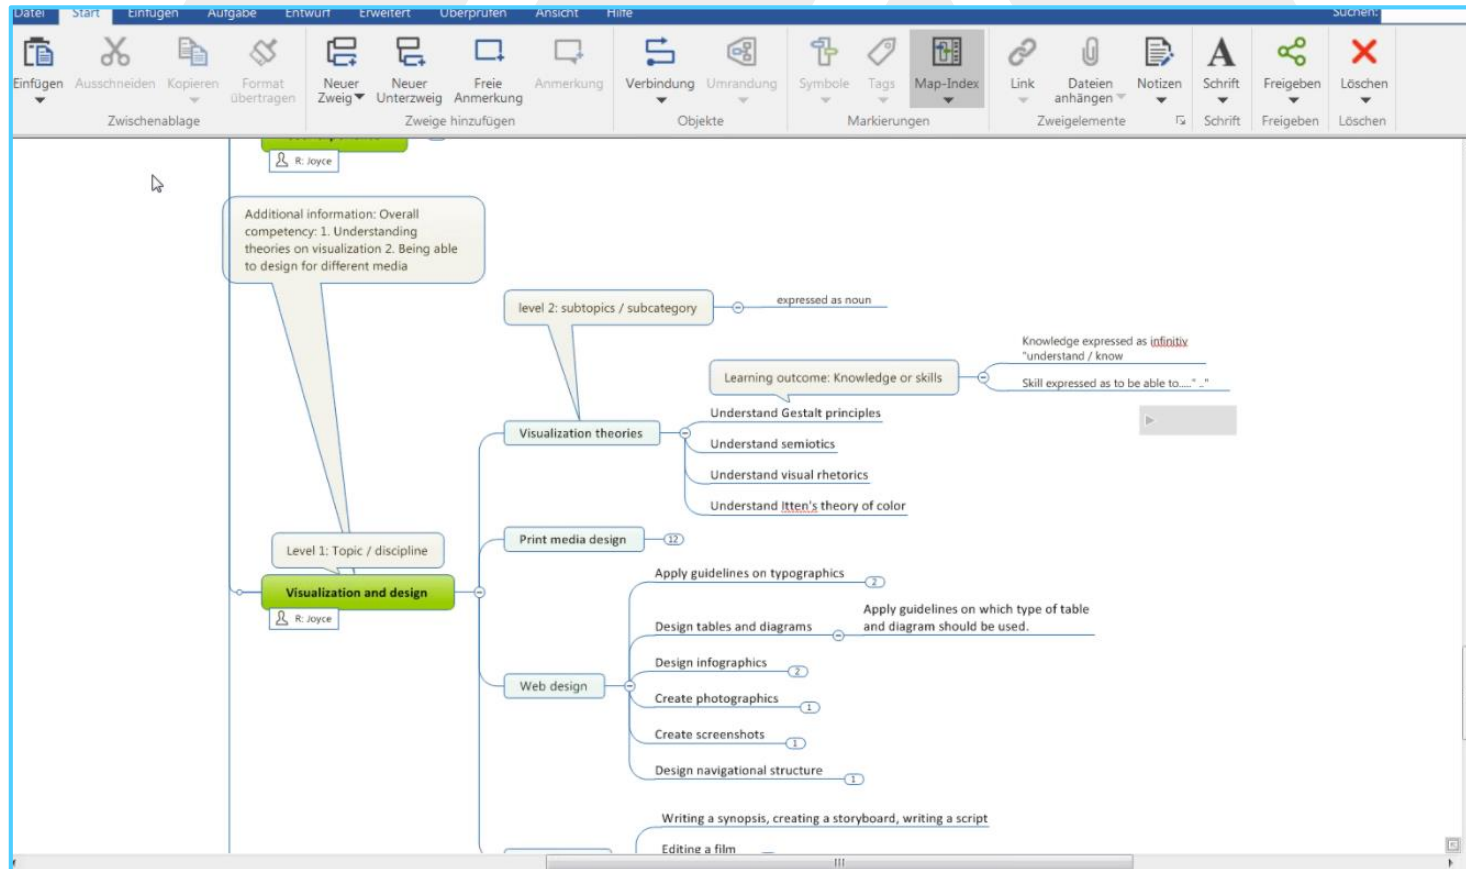 Datei Start Einfügen Aufgabe Entwurf Erweitert Überprüfen Ansicht Hilfe Suchen:
Einfügen Ausschneiden Kopieren Format übertragen Neuer Zweig Neuer Unterzweig Freie Anmerkung Anmerkung Verbindung Umrandung Symbole Tags Map-Index Link Dateien anhängen Notizen Schrift Freigeben Löschen
Zwischenablage Zweige hinzufügen Objekte Markierungen Zweigelemente Schrift Freigeben Löschen
R: Joyce
Additional information: Overall
competency: 1. Understanding
theories on visualization 2. Being able
to design for different media
level 2: subtopics / subcategory
expressed as noun
Learning outcome: Knowledge or skills
Knowledge expressed as infinitiv
"understand / know
Skill expressed as to be able to....." .."
Visualization theories
Understand Gestalt principles
Understand semiotics
Understand visual rhetorics
Understand Itten's theory of color
Print media design 12
Level 1: Topic / discipline
Visualization and design
R: Joyce
Web design
Apply guidelines on typographics 2
Design tables and diagrams
Apply guidelines on which type of table
and diagram should be used.
Design infographics 2
Create photographics 1
Create screenshots 1
Design navigational structure 1
Writing a synopsis, creating a storyboard, writing a script
Editing a film